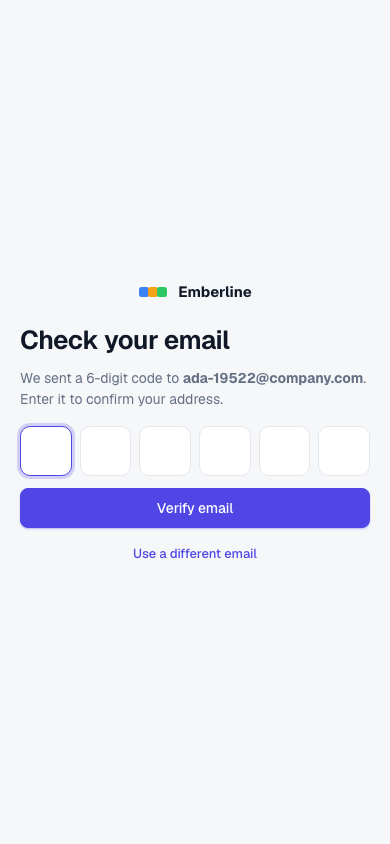 Emberline
Check your email
We sent a 6-digit code to ada-19522@company.com.
Enter it to confirm your address.
Verify email
Use a different email